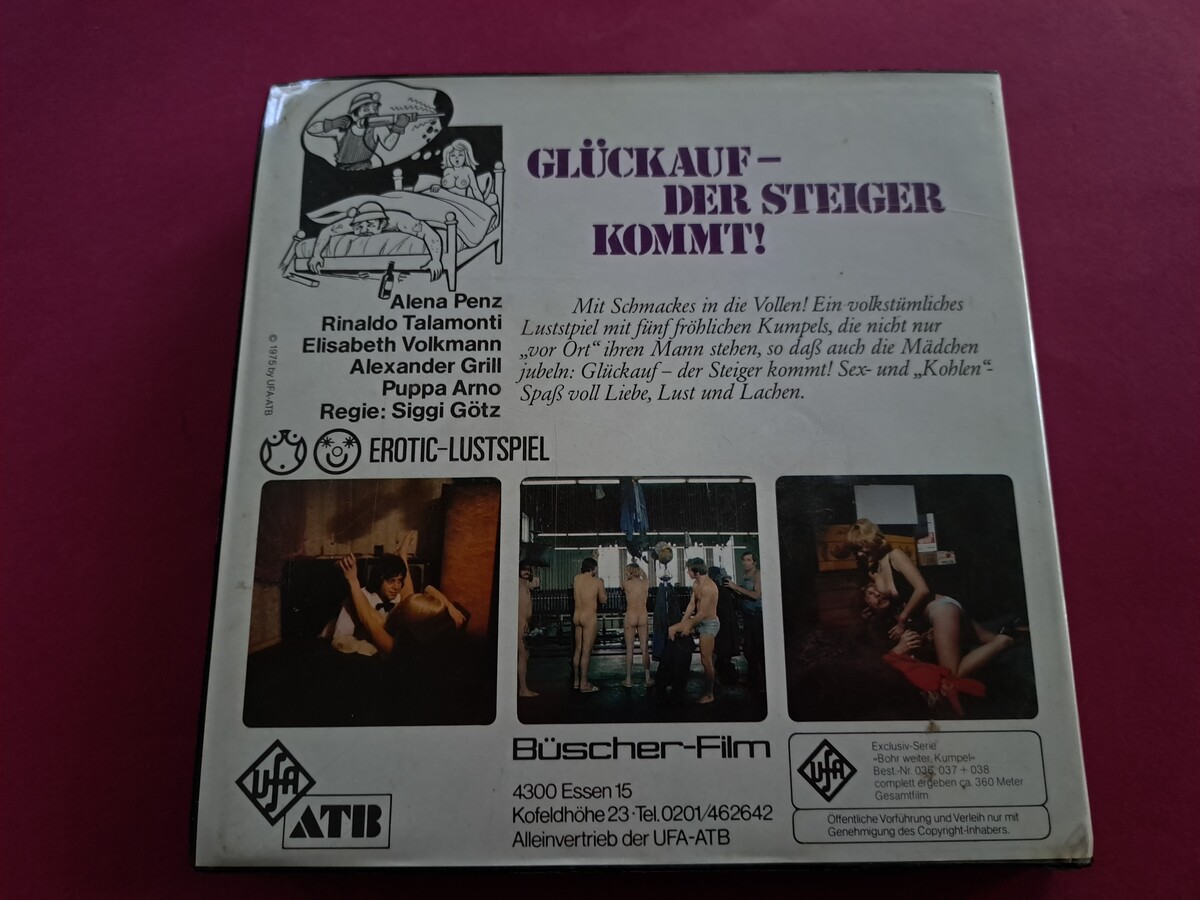 GLÜCKAUF –
DER STEIGER
KOMMT!
Alena Penz
Rinaldo Talamonti
Elisabeth Volkmann
Alexander Grill
Puppa Arno
Regie: Siggi Götz
© 1975 by UFA-ATB
Mit Schmackes in die Vollen! Ein volkstümliches
Luststpiel mit fünf fröhlichen Kumpels, die nicht nur
„vor Ort“ ihren Mann stehen, so daß auch die Mädchen
jubeln: Glückauf – der Steiger kommt! Sex- und „Kohlen“-
Spaß voll Liebe, Lust und Lachen.
EROTIC-LUSTSPIEL
UFA
ATB
Büscher-Film
4300 Essen 15
Kofeldhöhe 23 · Tel. 0201/462642
Alleinvertrieb der UFA-ATB
UFA
Exclusiv-Serie
»Bohr weiter, Kumpel«
Best.-Nr. 036, 037 + 038
complett ergeben ca. 360 Meter
Gesamtfilm
Öffentliche Vorführung und Verleih nur mit
Genehmigung des Copyright-Inhabers.